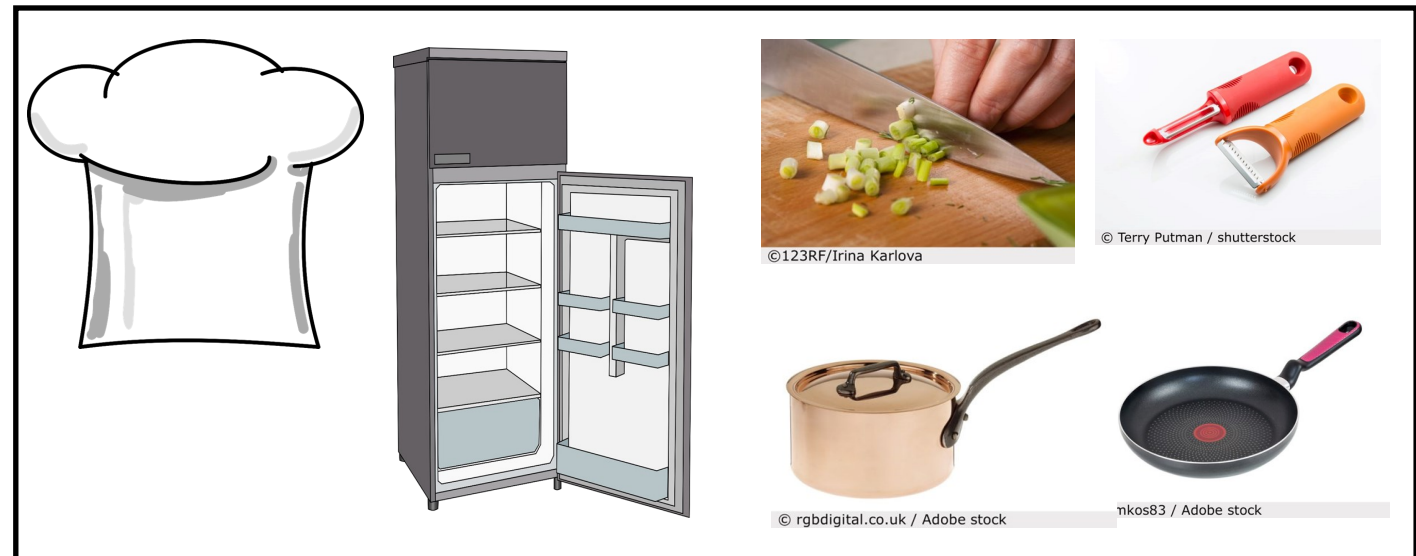 ©123RF/Irina Karlova
© Terry Putman / shutterstock
© rgbdigital.co.uk / Adobe stock
mkos83 / Adobe stock